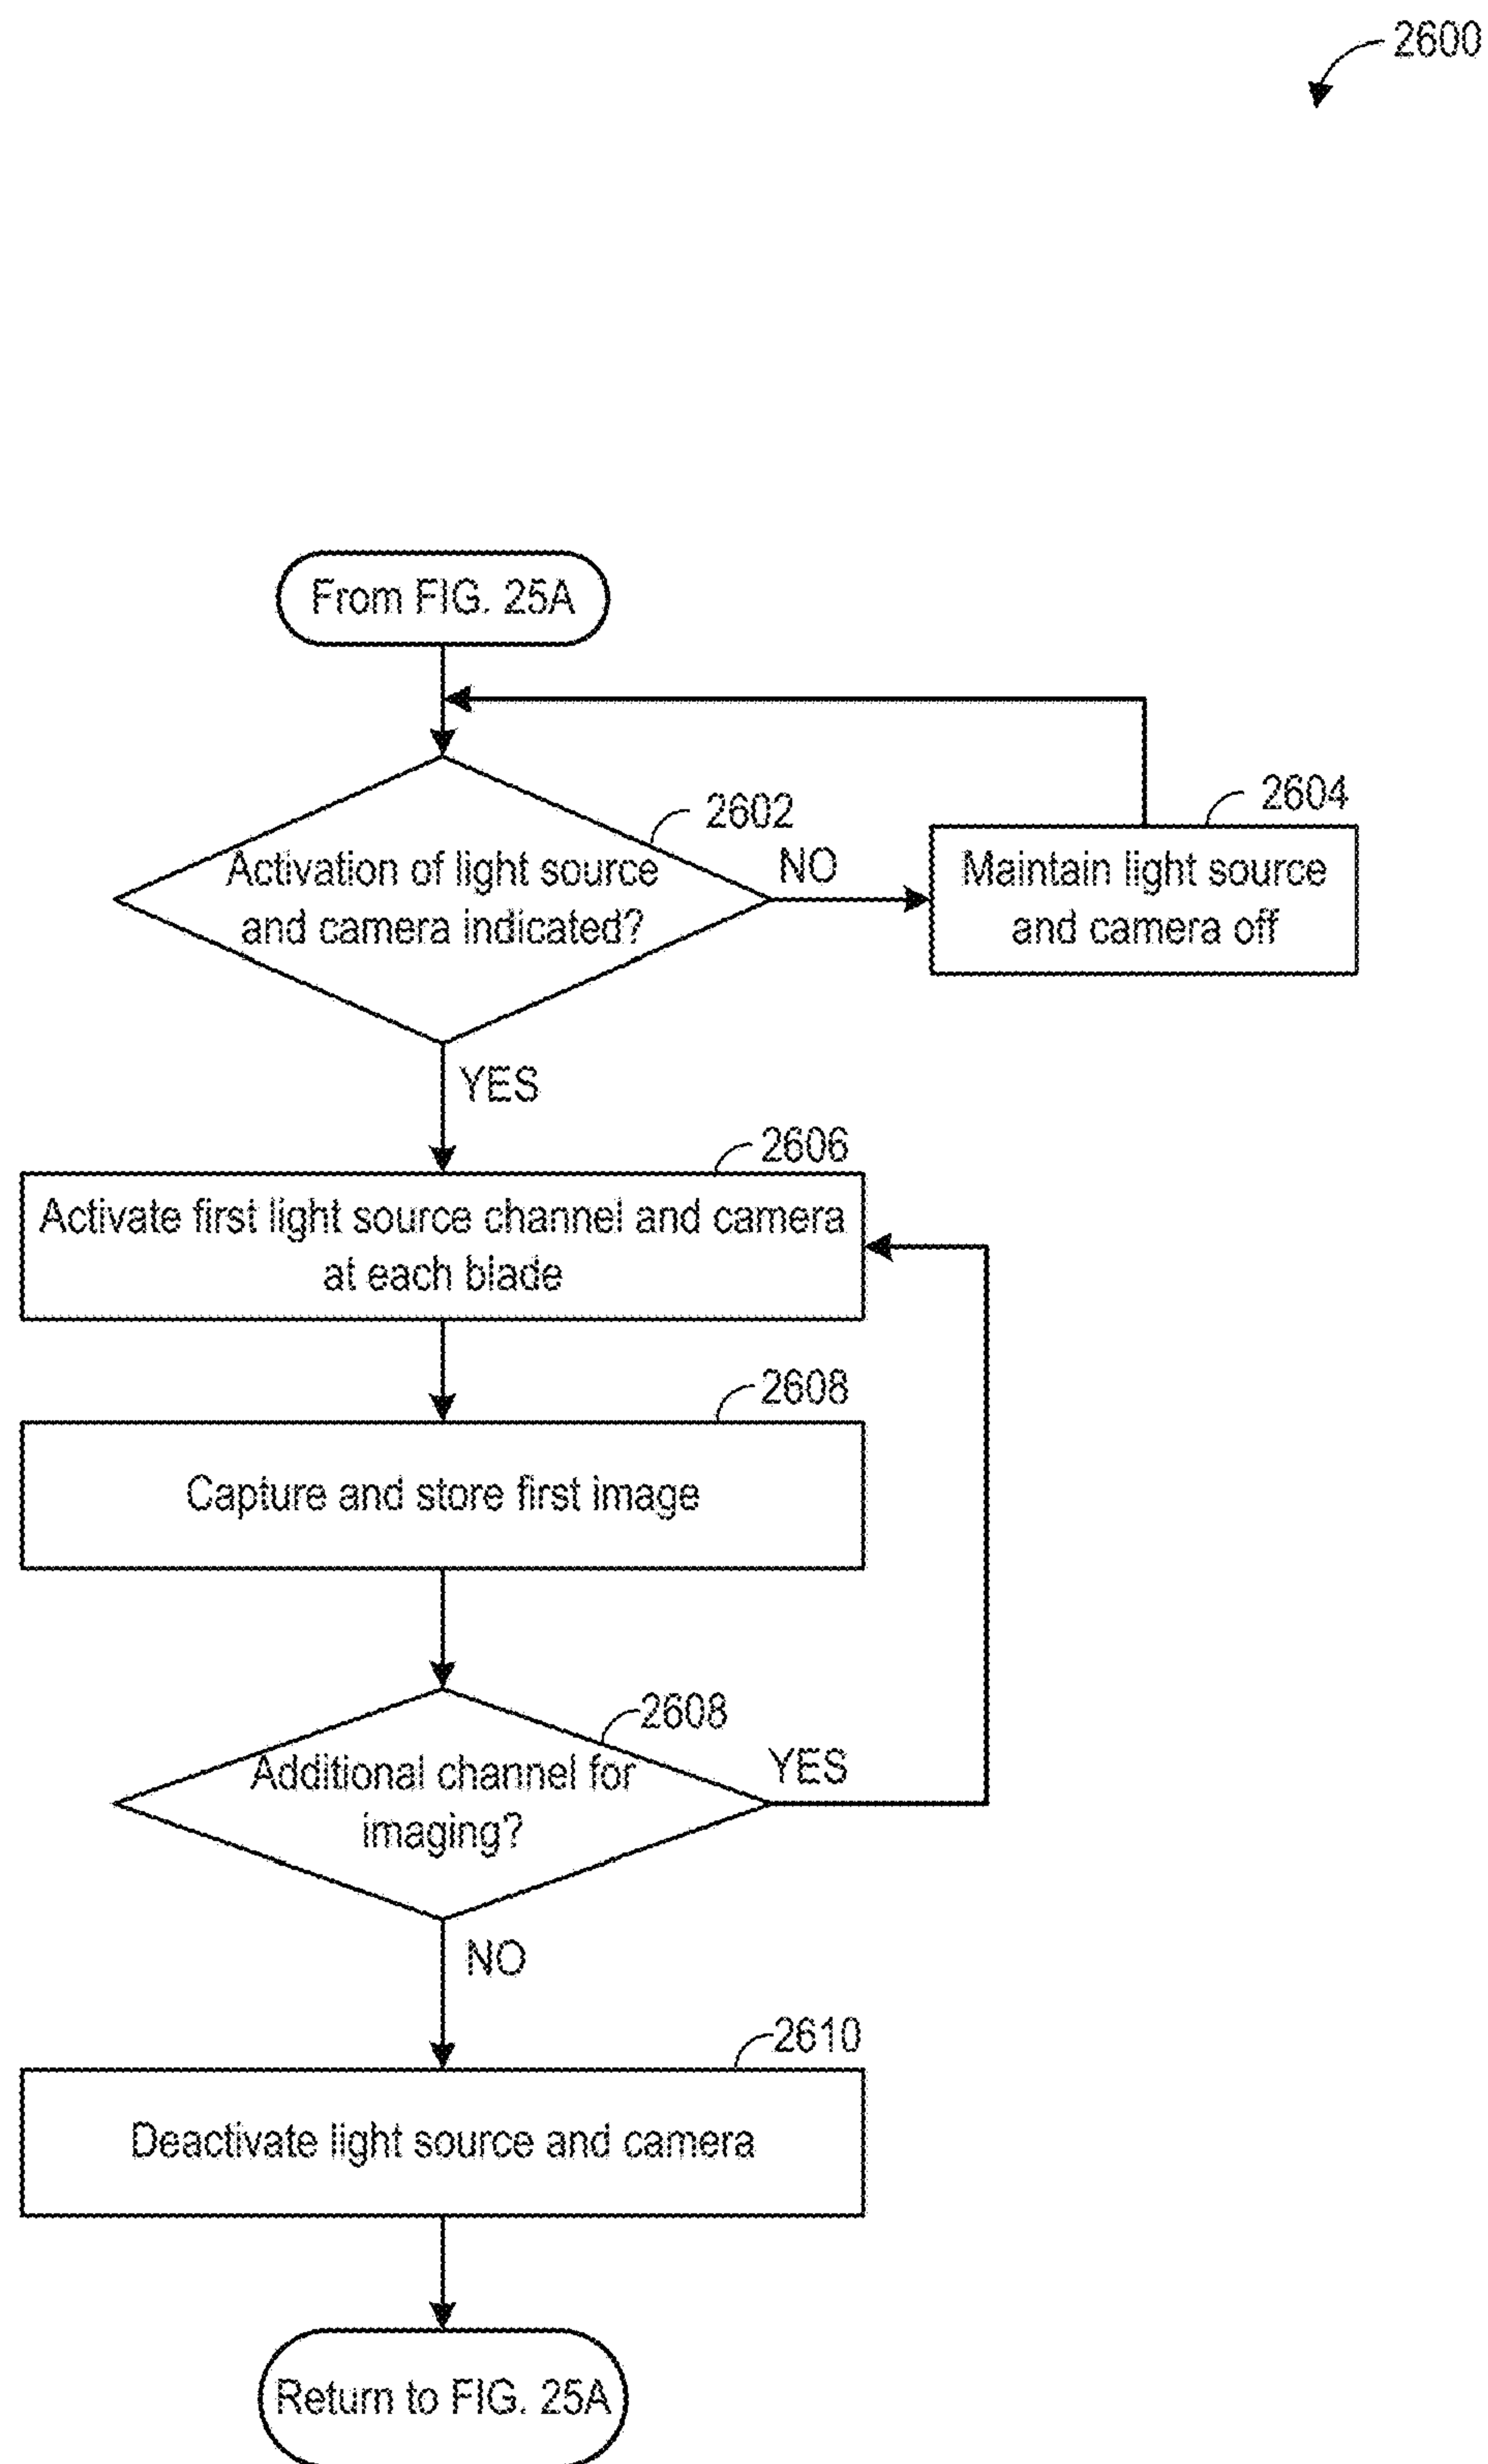 2600
From FIG. 25A
2602
Activation of light source
and camera indicated?
NO
2604
Maintain light source
and camera off
YES
2606
Activate first light source channel and camera
at each blade
2608
Capture and store first image
2608
Additional channel for
imaging?
YES
NO
2610
Deactivate light source and camera
Return to FIG. 25A